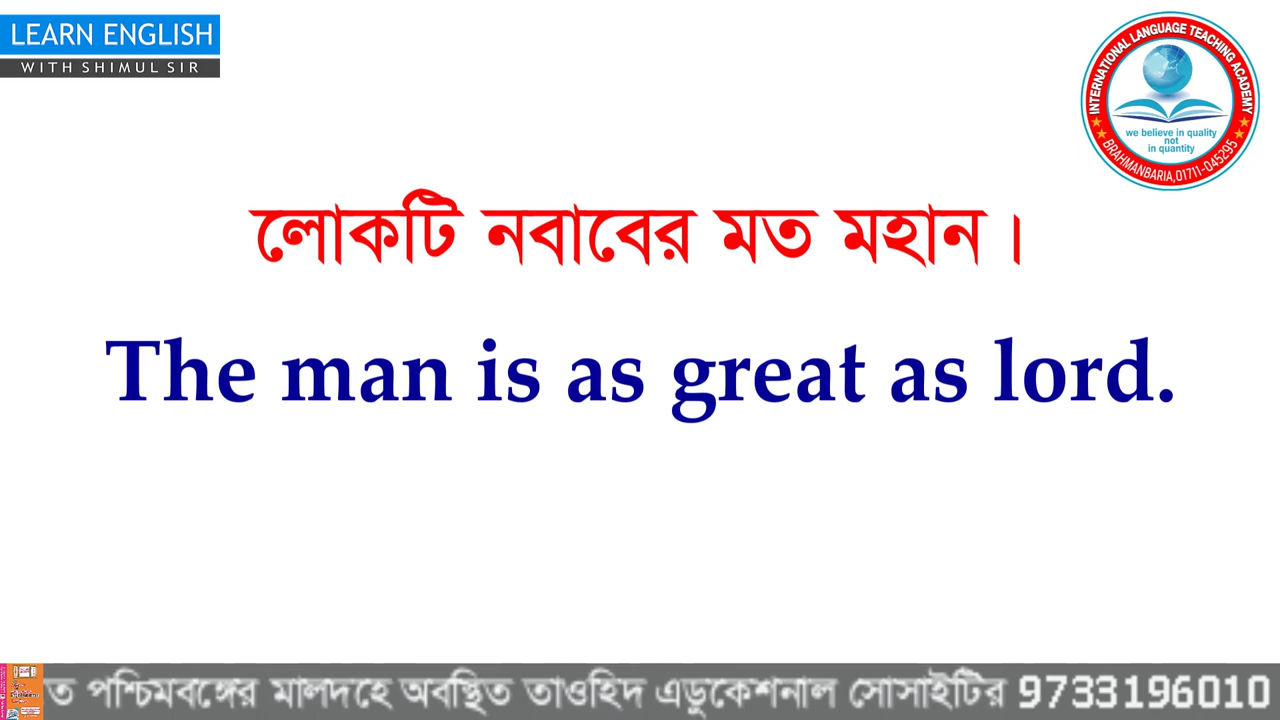 LEARN ENGLISH
WITH SHIMUL SIR
INTERNATIONAL LANGUAGE TEACHING ACADEMY
we believe in quality
not
in quantity
BRAHMANBARIA,01711-045295
লোকটি নবাবের মত মহান।
The man is as great as lord.
ত পশ্চিমবঙ্গের মালদহে অবস্থিত তাওহিদ এডুকেশনাল সোসাইটির 9733196010